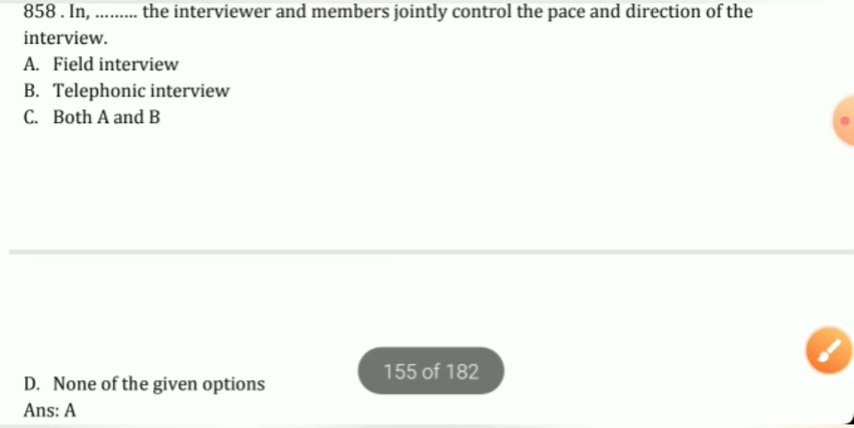 858 . In, ......... the interviewer and members jointly control the pace and direction of the
interview.
A. Field interview
B. Telephonic interview
C. Both A and B
155 of 182
D. None of the given options
Ans: A